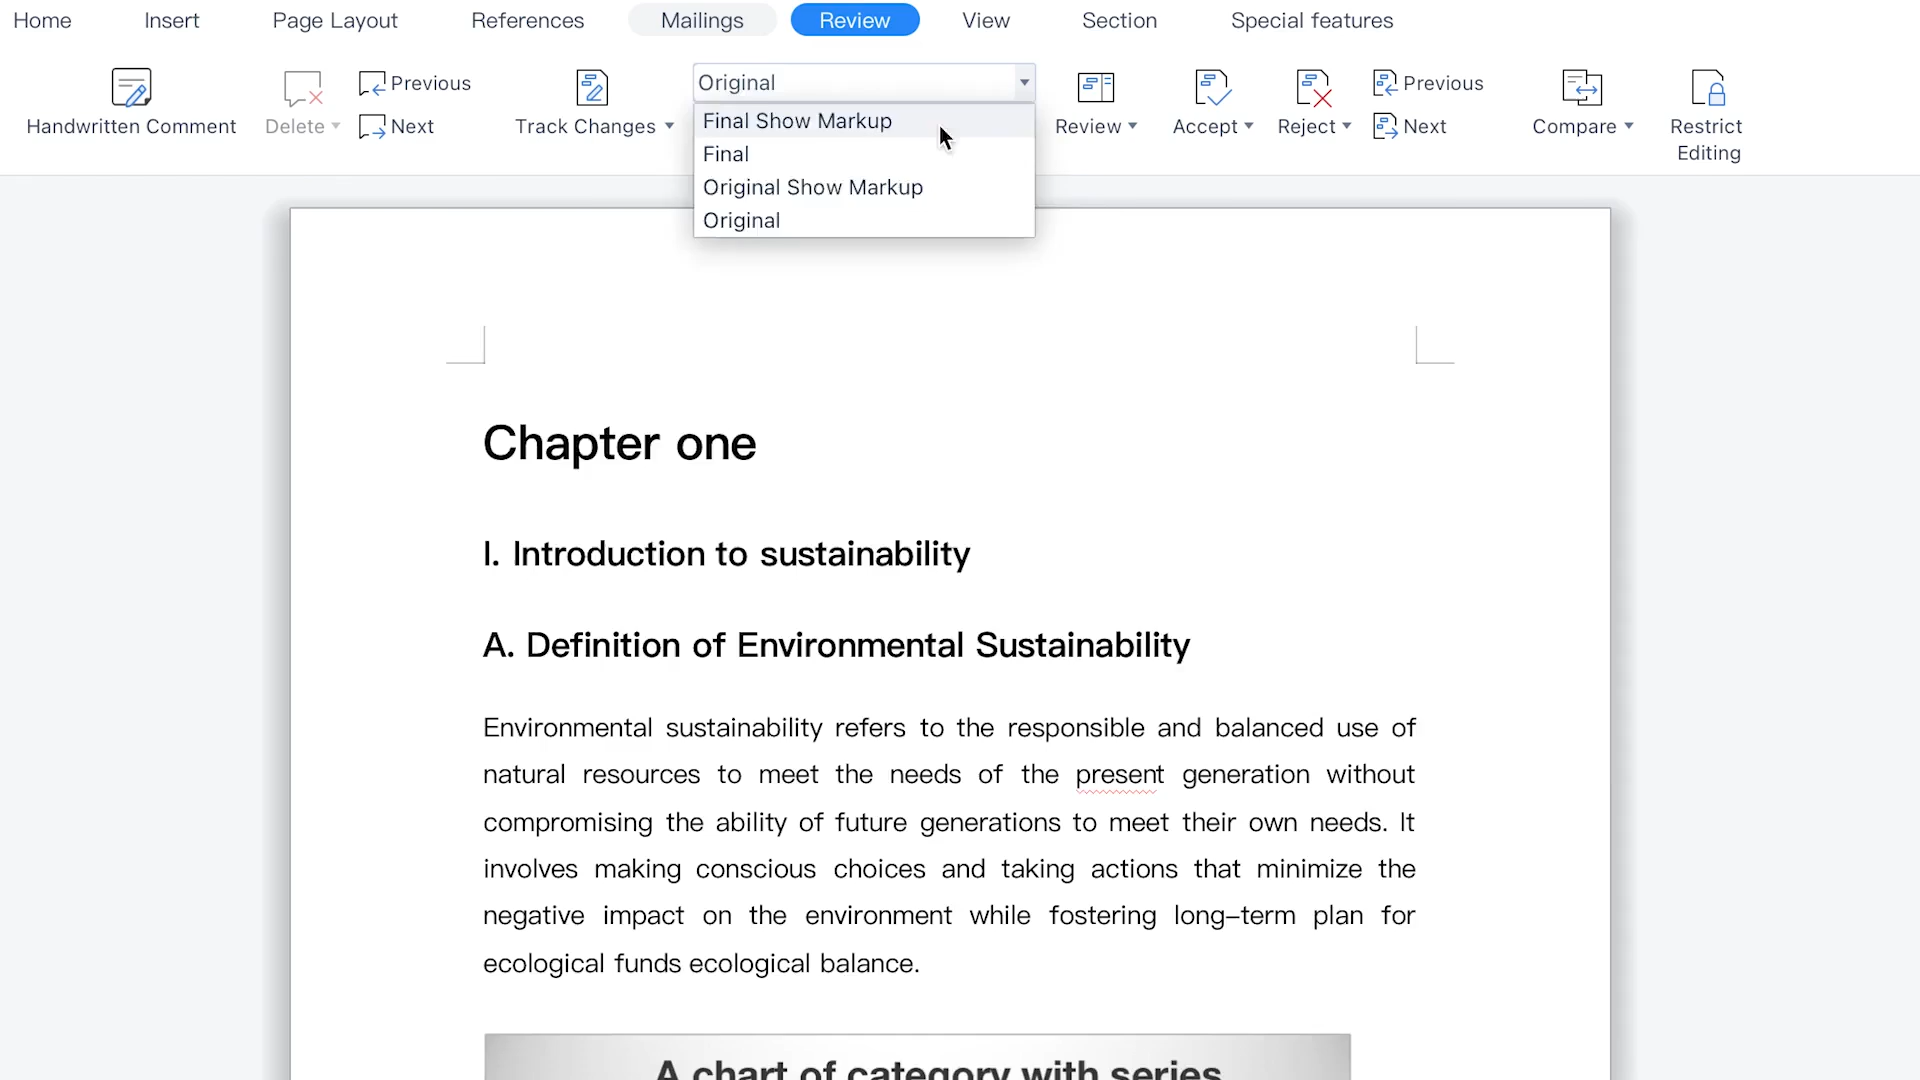 Home Insert Page Layout References Mailings Review View Section Special features
Handwritten Comment
Delete
Previous
Next
Track Changes
Original
Final Show Markup
Final
Original Show Markup
Original
Review
Accept
Reject
Previous
Next
Compare
Restrict
Editing
Chapter one
I. Introduction to sustainability
A. Definition of Environmental Sustainability
Environmental sustainability refers to the responsible and balanced use of
natural resources to meet the needs of the present generation without
compromising the ability of future generations to meet their own needs. It
involves making conscious choices and taking actions that minimize the
negative impact on the environment while fostering long–term plan for
ecological funds ecological balance.
A chart of category with series